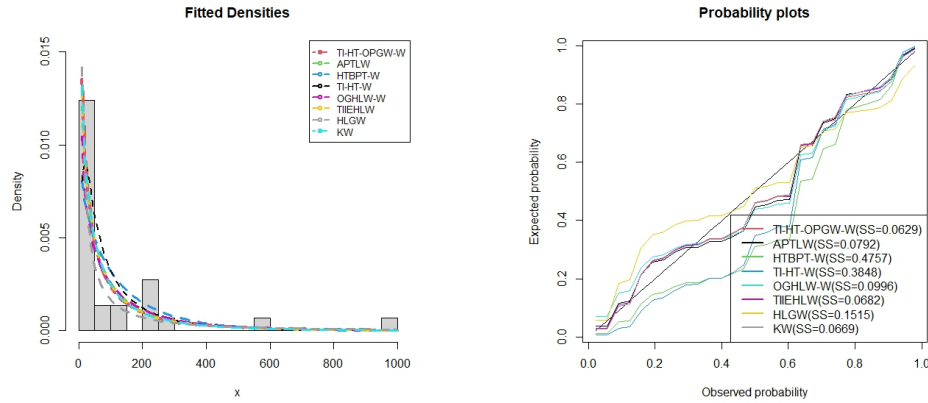 Fitted Densities
0.015
0.010
0.005
0.000
Density
0
200
400
600
800
1000
x
TI-HT-OPGW-W
APTLW
HTBPT-W
TI-HT-W
OGHLW-W
TIIEHLW
HLGW
KW
Probability plots
1.0
0.8
0.6
0.4
0.2
0.0
Expected probability
0.0
0.2
0.4
0.6
0.8
1.0
Observed probability
TI-HT-OPGW-W(SS=0.0629)
APTLW(SS=0.0792)
HTBPT-W(SS=0.4757)
TI-HT-W(SS=0.3848)
OGHLW-W(SS=0.0996)
TIIEHLW(SS=0.0682)
HLGW(SS=0.1515)
KW(SS=0.0669)